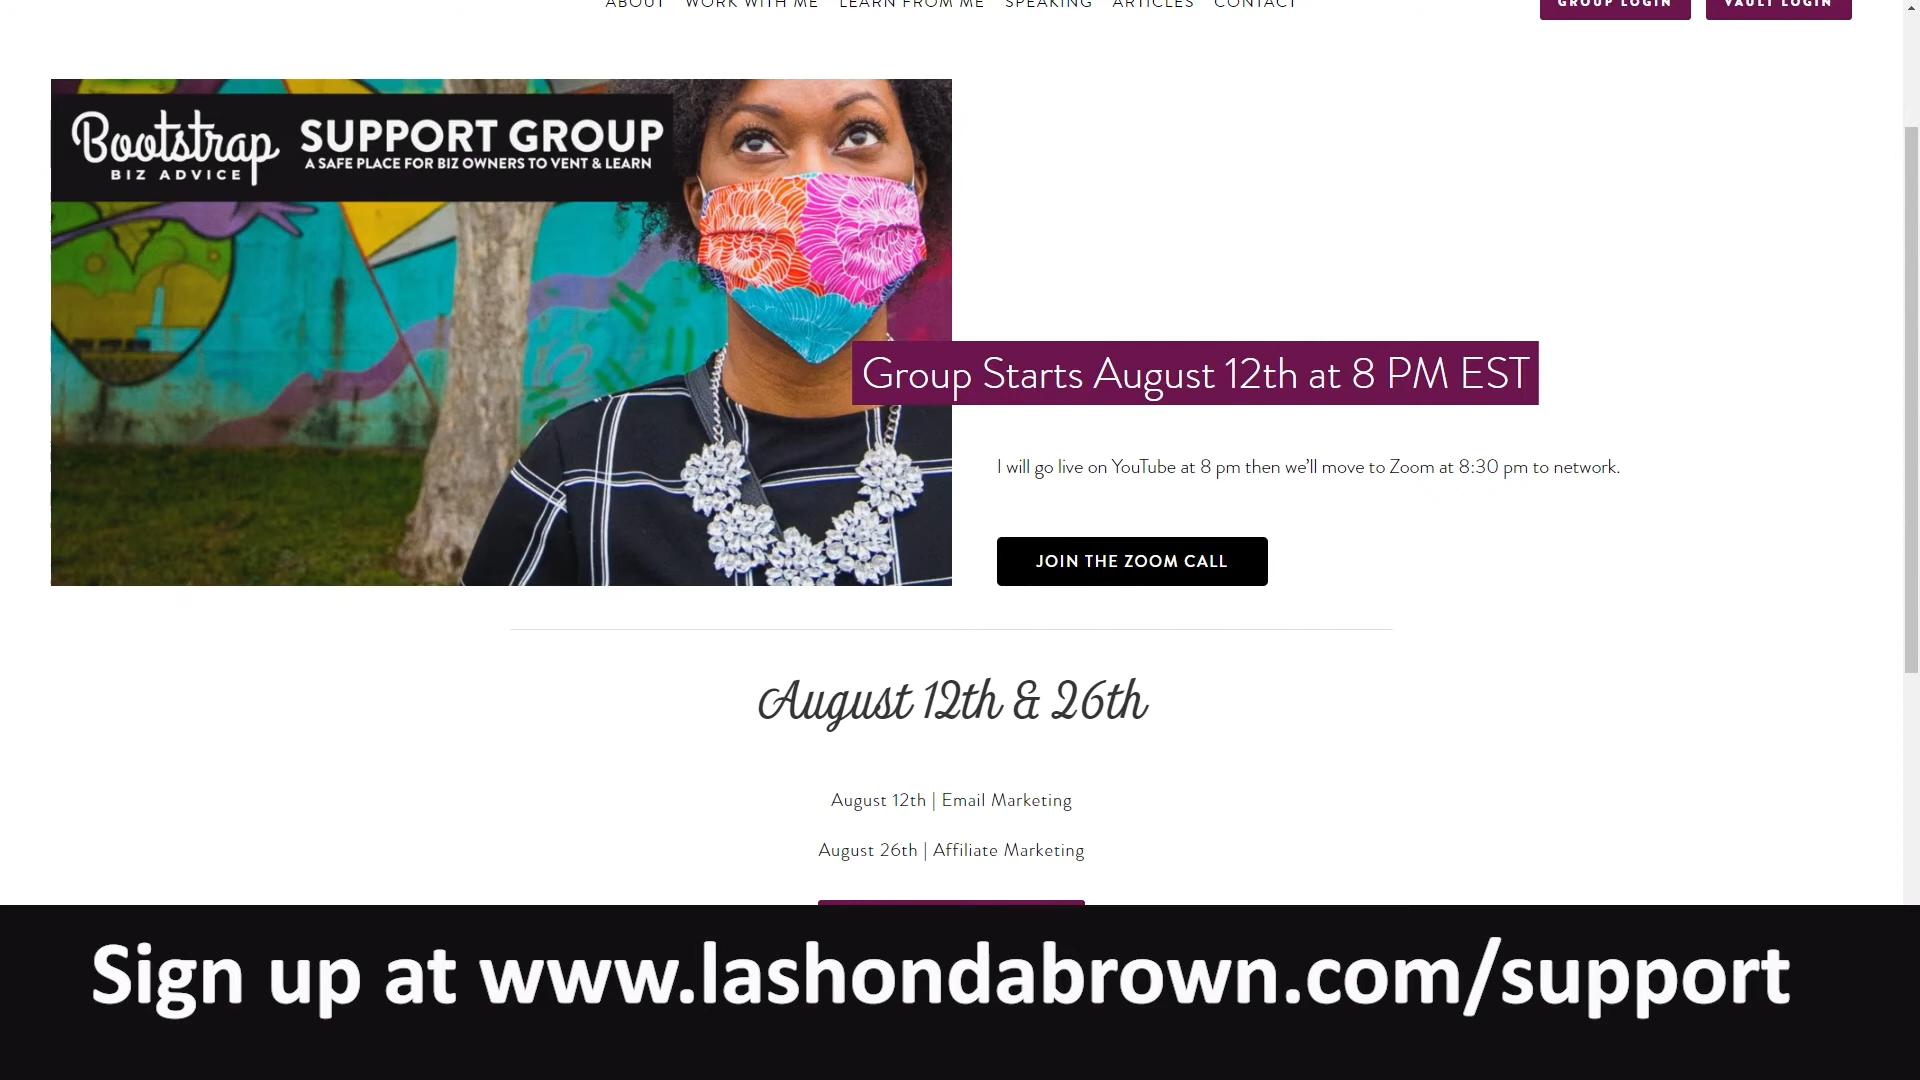 ABOUT WORK WITH ME LEARN FROM ME SPEAKING ARTICLES CONTACT
GROUP LOGIN VAULT LOGIN
Bootstrap
BIZ ADVICE
SUPPORT GROUP
A SAFE PLACE FOR BIZ OWNERS TO VENT & LEARN
Group Starts August 12th at 8 PM EST
I will go live on YouTube at 8 pm then we’ll move to Zoom at 8:30 pm to network.
JOIN THE ZOOM CALL
August 12th & 26th
August 12th | Email Marketing
August 26th | Affiliate Marketing
Sign up at www.lashondabrown.com/support